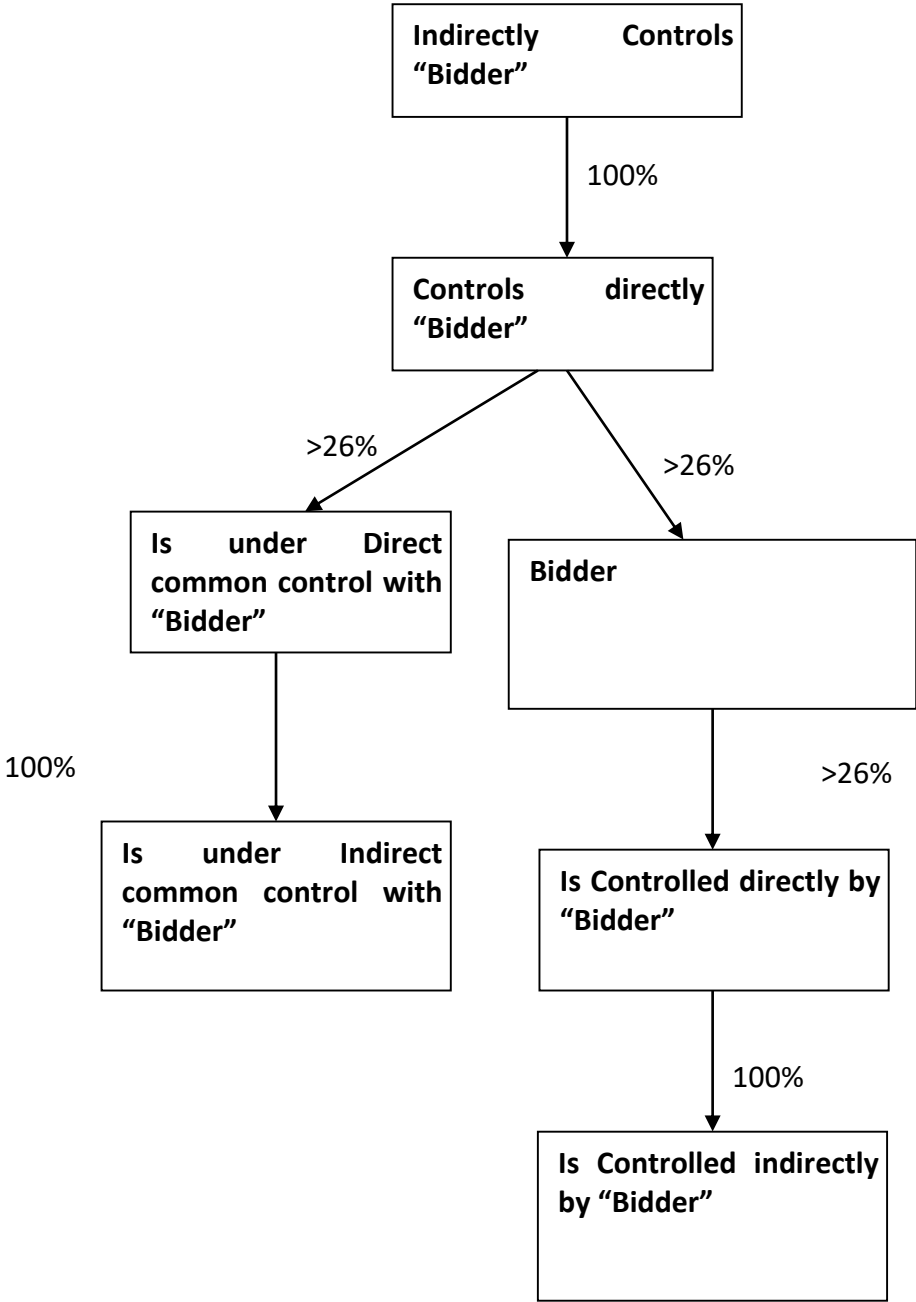 Indirectly Controls
“Bidder”
100%
Controls directly
“Bidder”
>26%
>26%
Is under Direct
common control with
“Bidder”
Bidder
100%
>26%
Is under Indirect
common control with
“Bidder”
Is Controlled directly by
“Bidder”
100%
Is Controlled indirectly
by “Bidder”